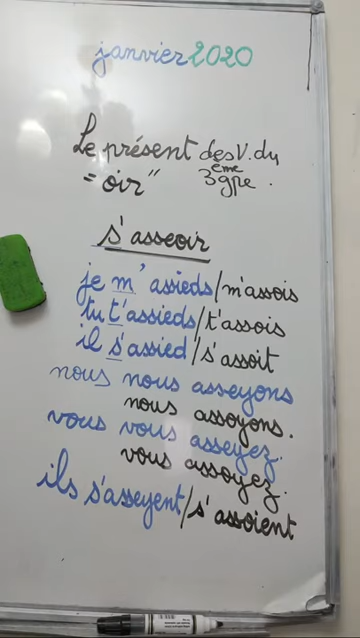 janvier 2020
Le présent des V. du
"oir" 3ème gpe.
s'asseoir
je m'assieds/m'assois
tu t'assieds/t'assois
il s'assied/s'assoit
nous nous asseyons
nous assoyons.
vous vous asseyez.
vous assoyez.
ils s'asseyent/s'assoient